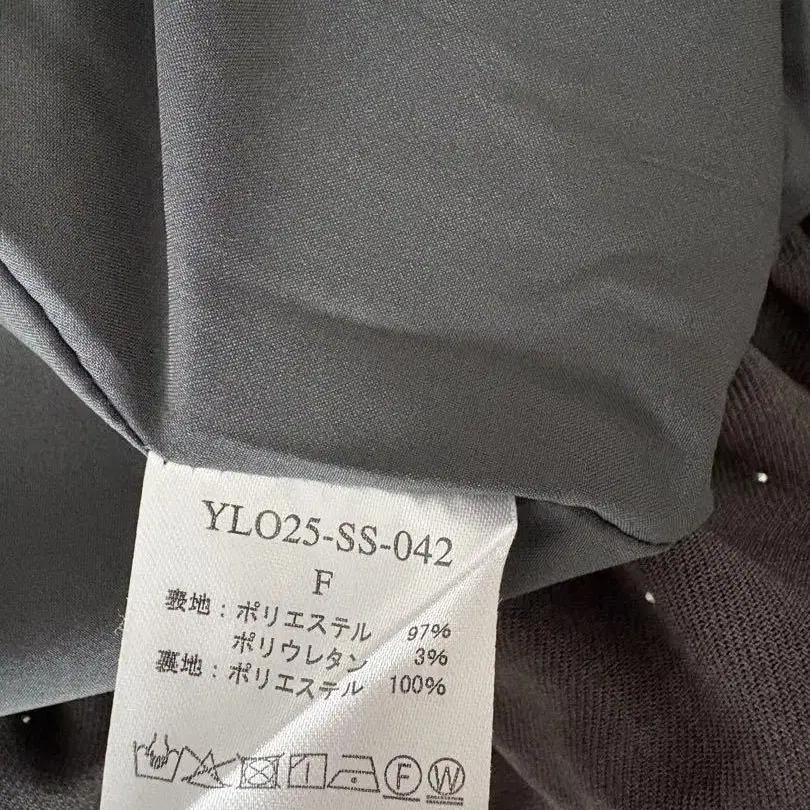 YLO25-SS-042
F
表地：ポリエステル 97%
ポリウレタン 3%
裏地：ポリエステル 100%
F W